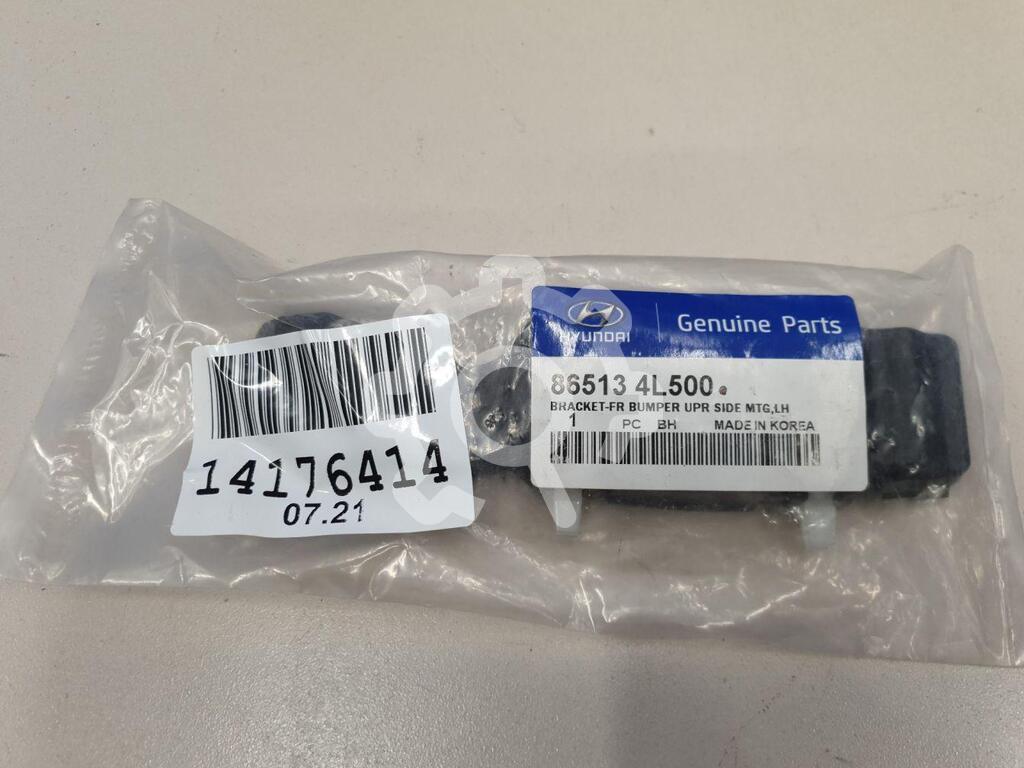 14176414
07.21
HYUNDAI
Genuine Parts
86513 4L500
BRACKET-FR BUMPER UPR SIDE MTG,LH
1 PC BH MADE IN KOREA